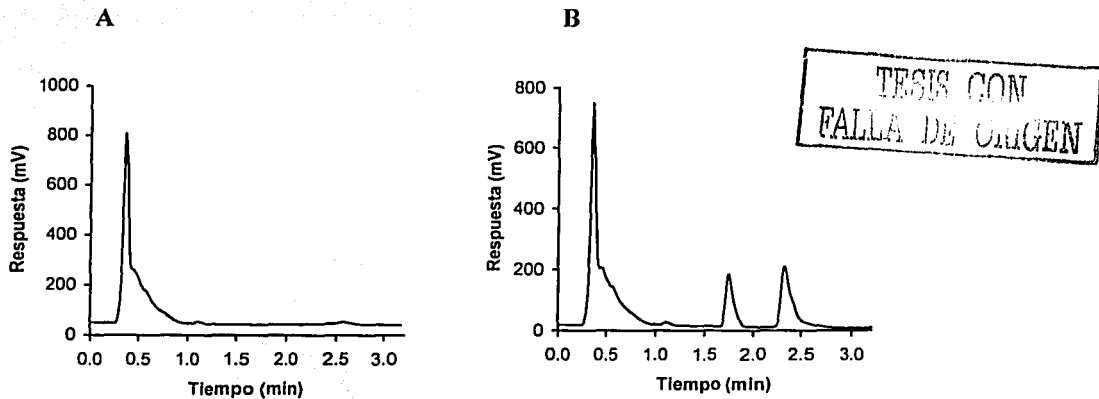 A
B
TESIS CON
FALLA DE ORIGEN
Respuesta (mV)
1000
800
600
400
200
0
0.0 0.5 1.0 1.5 2.0 2.5 3.0
Tiempo (min)
Respuesta (mV)
800
600
400
200
0
0.0 0.5 1.0 1.5 2.0 2.5 3.0
Tiempo (min)